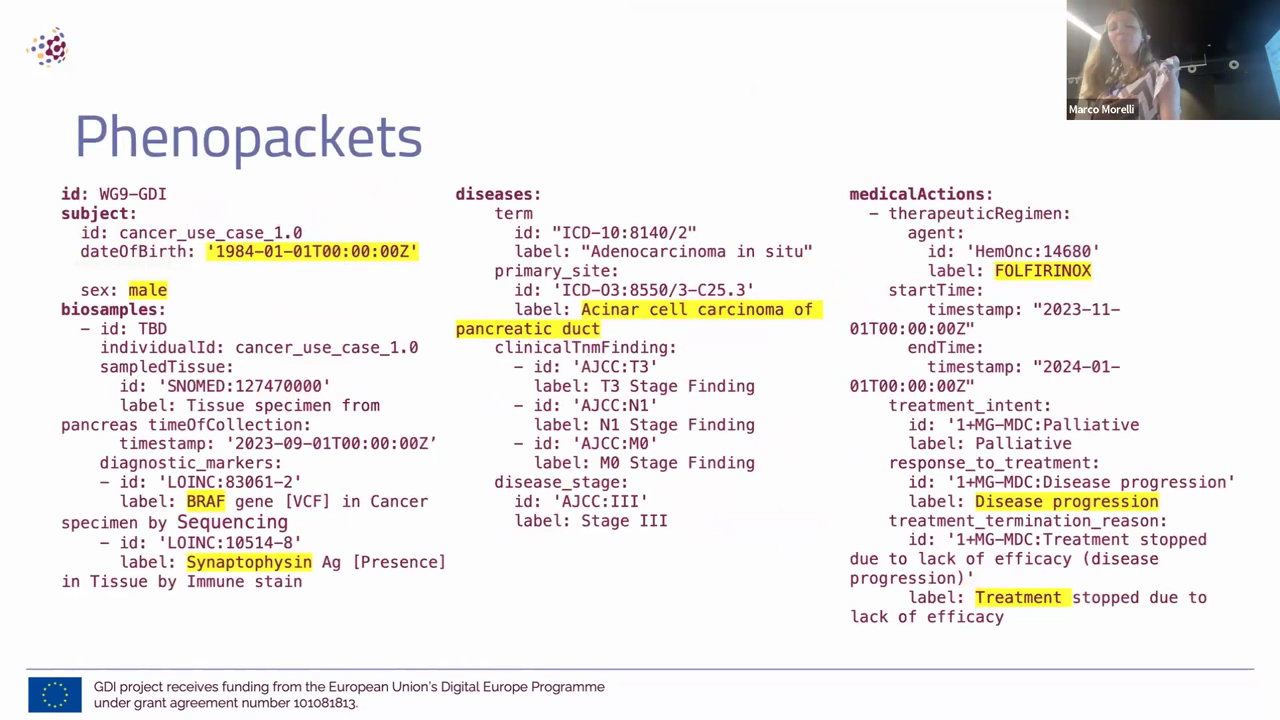 Marco Morelli
Phenopackets
id: WG9-GDI
subject:
id: cancer_use_case_1.0
dateOfBirth: '1984-01-01T00:00:00Z'
sex: male
biosamples:
- id: TBD
individualId: cancer_use_case_1.0
sampledTissue:
id: 'SNOMED:127470000'
label: Tissue specimen from
pancreas timeOfCollection:
timestamp: '2023-09-01T00:00:00Z’
diagnostic_markers:
- id: 'LOINC:83061-2'
label: BRAF gene [VCF] in Cancer
specimen by Sequencing
- id: 'LOINC:10514-8'
label: Synaptophysin Ag [Presence]
in Tissue by Immune stain
diseases:
term
id: "ICD-10:8140/2"
label: "Adenocarcinoma in situ"
primary_site:
id: 'ICD-O3:8550/3-C25.3'
label: Acinar cell carcinoma of
pancreatic duct
clinicalTnmFinding:
- id: 'AJCC:T3'
label: T3 Stage Finding
- id: 'AJCC:N1'
label: N1 Stage Finding
- id: 'AJCC:M0'
label: M0 Stage Finding
disease_stage:
id: 'AJCC:III'
label: Stage III
medicalActions:
- therapeuticRegimen:
agent:
id: 'HemOnc:14680'
label: FOLFIRINOX
startTime:
timestamp: "2023-11-
01T00:00:00Z"
endTime:
timestamp: "2024-01-
01T00:00:00Z"
treatment_intent:
id: '1+MG-MDC:Palliative
label: Palliative
response_to_treatment:
id: '1+MG-MDC:Disease progression'
label: Disease progression
treatment_termination_reason:
id: '1+MG-MDC:Treatment stopped
due to lack of efficacy (disease
progression)'
label: Treatment stopped due to
lack of efficacy
GDI project receives funding from the European Union's Digital Europe Programme
under grant agreement number 101081813.